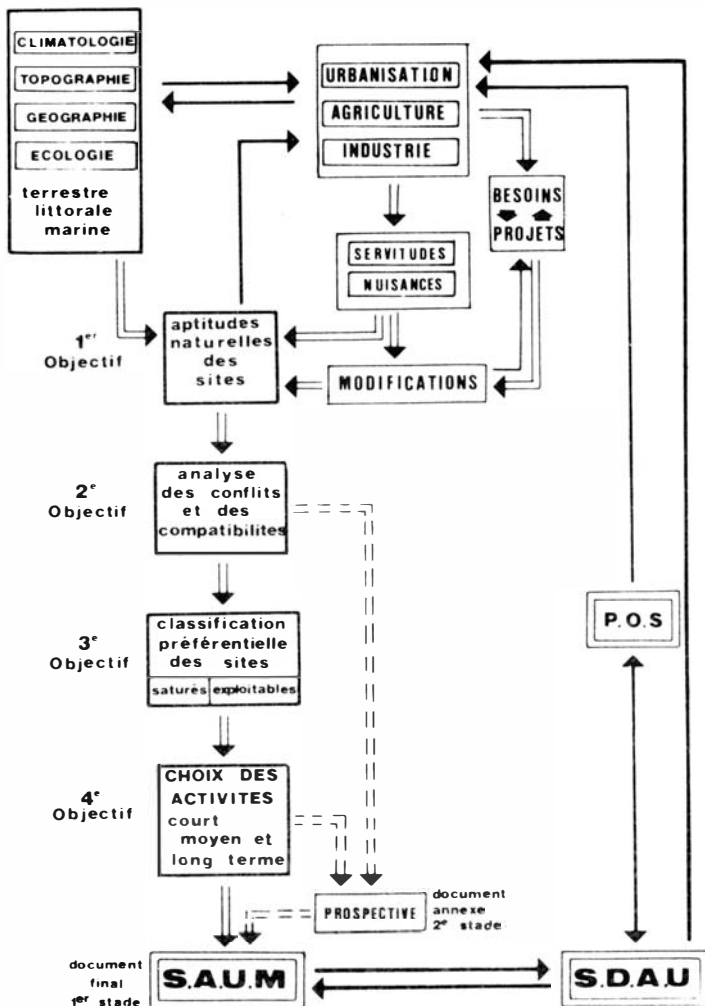 CLIMATOLOGIE
TOPOGRAPHIE
GEOGRAPHIE
ECOLOGIE
terrestre
littorale
marine
URBANISATION
AGRICULTURE
INDUSTRIE
BESOINS
PROJETS
SERVITUDES
NUISANCES
MODIFICATIONS
1er
Objectif
aptitudes
naturelles
des
sites
2e
Objectif
analyse
des conflits
et des
compatibilites
3e
Objectif
classification
préférentielle
des sites
saturés exploitables
P.O.S
4e
Objectif
CHOIX DES
ACTIVITES
court
moyen et
long terme
PROSPECTIVE
document
annexe
2e stade
document
final
1er stade
S.A.U.M
S.D.A.U